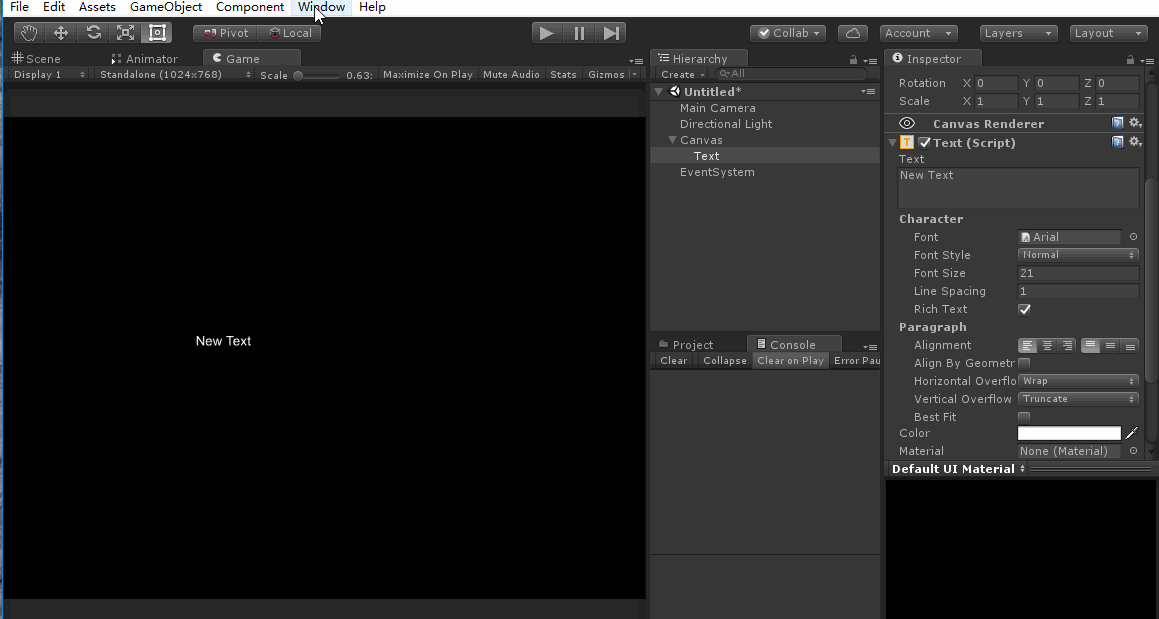 File Edit Assets GameObject Component Window Help
Pivot Local Collab Account Layers Layout
Scene Animator Game
Display 1 Standalone (1024x768) Scale 0.63: Maximize On Play Mute Audio Stats Gizmos
New Text
Hierarchy
Create All
Untitled*
Main Camera
Directional Light
Canvas
Text
EventSystem
Project Console
Clear Collapse Clear on Play Error Pau
Inspector
Rotation X 0 Y 0 Z 0
Scale X 1 Y 1 Z 1
Canvas Renderer
T Text (Script)
Text
New Text
Character
Font Arial
Font Style Normal
Font Size 21
Line Spacing 1
Rich Text
Paragraph
Alignment
Align By Geometr
Horizontal Overflo Wrap
Vertical Overflow Truncate
Best Fit
Color
Material None (Material)
Default UI Material